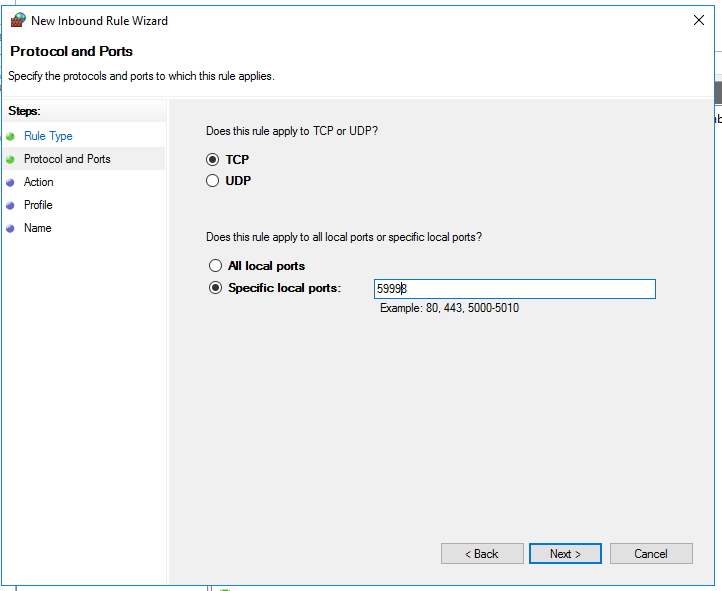 New Inbound Rule Wizard
Protocol and Ports
Specify the protocols and ports to which this rule applies.
Steps:
Rule Type
Protocol and Ports
Action
Profile
Name
Does this rule apply to TCP or UDP?
TCP
UDP
Does this rule apply to all local ports or specific local ports?
All local ports
Specific local ports:
59998
Example: 80, 443, 5000-5010
< Back
Next >
Cancel